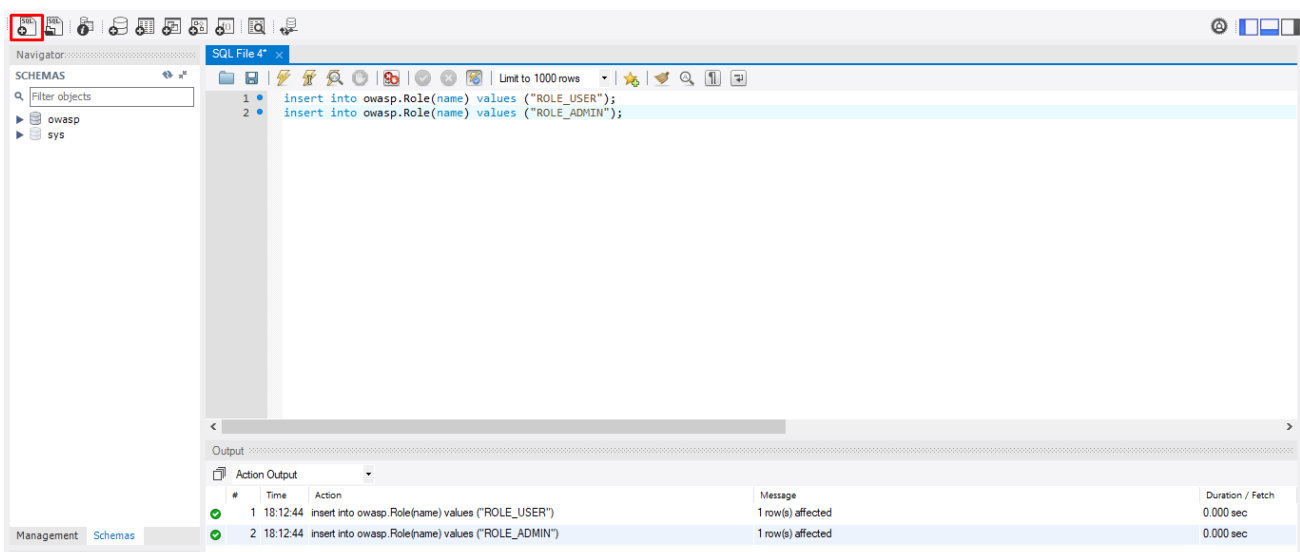 SQL SQL
Navigator
SQL File 4* ×
SCHEMAS
Limit to 1000 rows
Filter objects
owasp
sys
1 insert into owasp.Role(name) values ("ROLE_USER");
2 insert into owasp.Role(name) values ("ROLE_ADMIN");
Output
Action Output
# Time Action Message Duration / Fetch
1 18:12:44 insert into owasp.Role(name) values ("ROLE_USER") 1 row(s) affected 0.000 sec
2 18:12:44 insert into owasp.Role(name) values ("ROLE_ADMIN") 1 row(s) affected 0.000 sec
Management Schemas